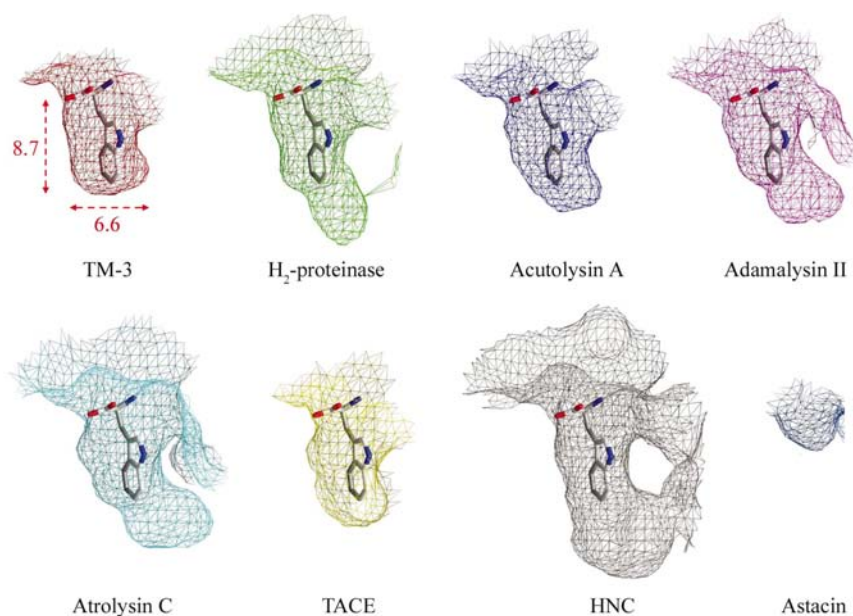 8.7
6.6
TM-3
H₂-proteinase
Acutolysin A
Adamalysin II
Atrolysin C
TACE
HNC
Astacin